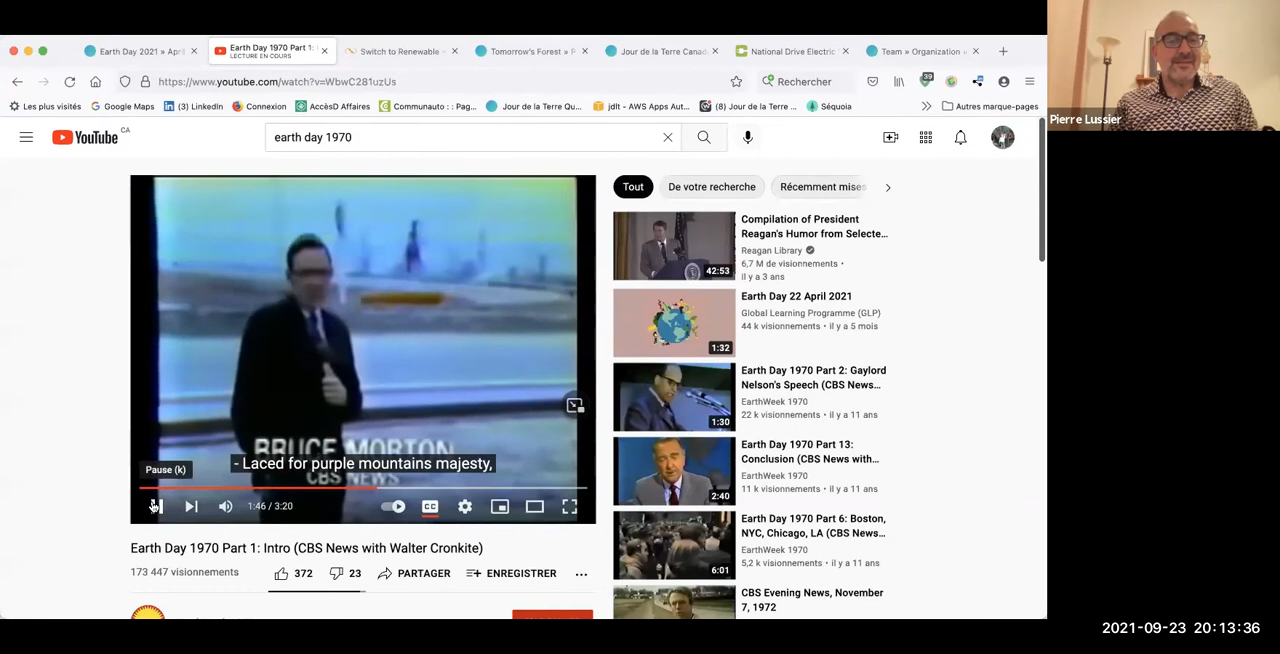 Earth Day 2021 » April
Earth Day 1970 Part 1:
LECTURE EN COURS
Switch to Renewable
Tomorrow's Forest »
Jour de la Terre Canad
National Drive Electric
Team » Organization
https://www.youtube.com/watch?v=WbwC281uzUs
Rechercher
39
Les plus visités
Google Maps
(3) LinkedIn
Connexion
AccèsD Affaires
Communauto : : Pag...
Jour de la Terre Qu...
jdlt - AWS Apps Aut...
(8) Jour de la Terre ...
Séquoia
Autres marque-pages
Pierre Lussier
YouTube CA
earth day 1970
Tout
De votre recherche
Récemment mises
Compilation of President
Reagan's Humor from Selecte...
Reagan Library
6,7 M de visionnements •
il y a 3 ans
42:53
Earth Day 22 April 2021
Global Learning Programme (GLP)
44 k visionnements • il y a 5 mois
1:32
Earth Day 1970 Part 2: Gaylord
Nelson's Speech (CBS News...
EarthWeek 1970
22 k visionnements • il y a 11 ans
1:30
Earth Day 1970 Part 13:
Conclusion (CBS News with...
EarthWeek 1970
11 k visionnements • il y a 11 ans
2:40
Earth Day 1970 Part 6: Boston,
NYC, Chicago, LA (CBS News...
EarthWeek 1970
5,2 k visionnements • il y a 11 ans
6:01
CBS Evening News, November
7, 1972
BRUCE MORTON
- Laced for purple mountains majesty,
CBS NEWS
Pause (k)
1:46 / 3:20
CC
Earth Day 1970 Part 1: Intro (CBS News with Walter Cronkite)
173 447 visionnements
372
23
PARTAGER
ENREGISTRER
2021-09-23 20:13:36